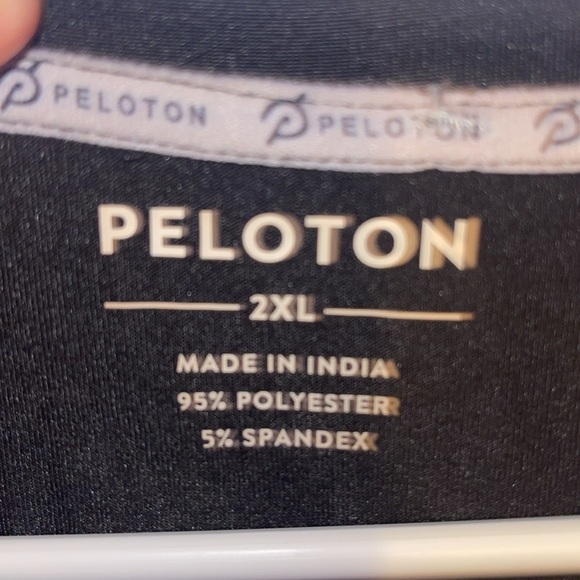 PELOTON PELOTON
PELOTON
2XL
MADE IN INDIA
95% POLYESTER
5% SPANDEX